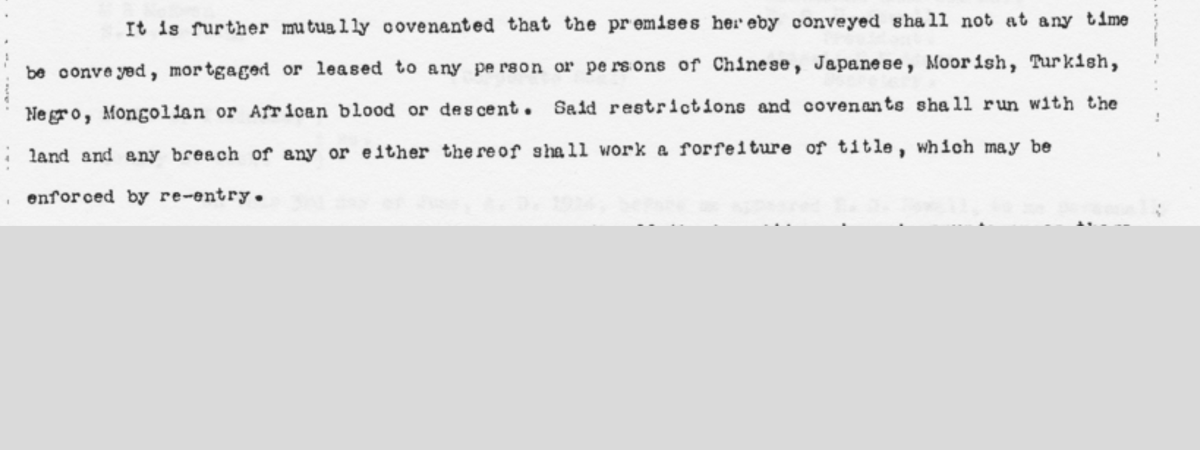 It is further mutually covenanted that the premises hereby conveyed shall not at any time
be conveyed, mortgaged or leased to any person or persons of Chinese, Japanese, Moorish, Turkish,
Negro, Mongolian or African blood or descent. Said restrictions and covenants shall run with the
land and any breach of any or either thereof shall work a forfeiture of title, which may be
enforced by re-entry.